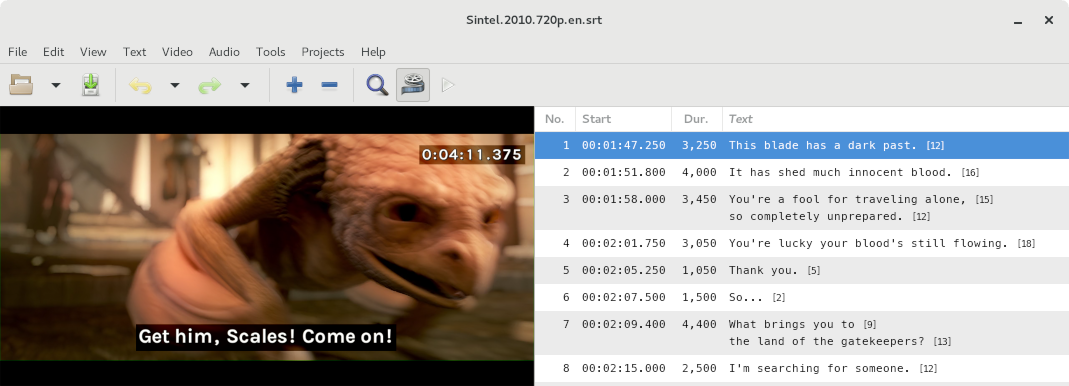 Sintel.2010.720p.en.srt
File Edit View Text Video Audio Tools Projects Help
0:04:11.375
Get him, Scales! Come on!
No. Start Dur. Text
1 00:01:47.250 3,250 This blade has a dark past. [12]
2 00:01:51.800 4,000 It has shed much innocent blood. [16]
3 00:01:58.000 3,450 You're a fool for traveling alone, [15]
so completely unprepared. [12]
4 00:02:01.750 3,050 You're lucky your blood's still flowing. [18]
5 00:02:05.250 1,050 Thank you. [5]
6 00:02:07.500 1,500 So... [2]
7 00:02:09.400 4,400 What brings you to [9]
the land of the gatekeepers? [13]
8 00:02:15.000 2,500 I'm searching for someone. [12]